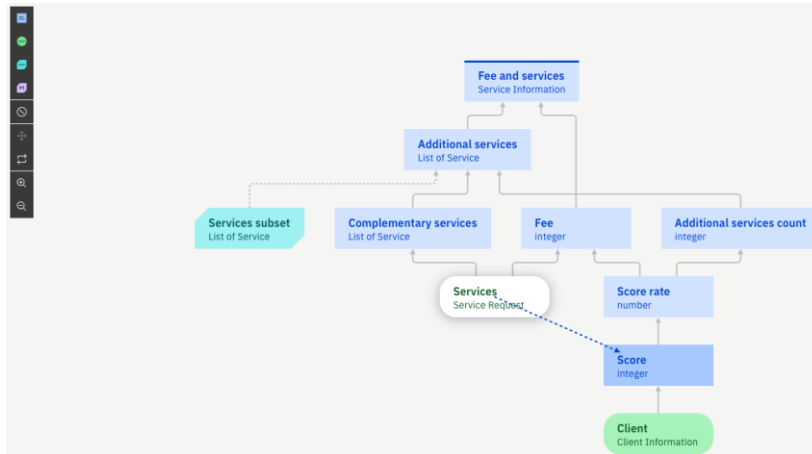 Fee and services
Service Information
Additional services
List of Service
Services subset
List of Service
Complementary services
List of Service
Fee
integer
Additional services count
integer
Services
Service Request
Score rate
number
Score
integer
Client
Client Information